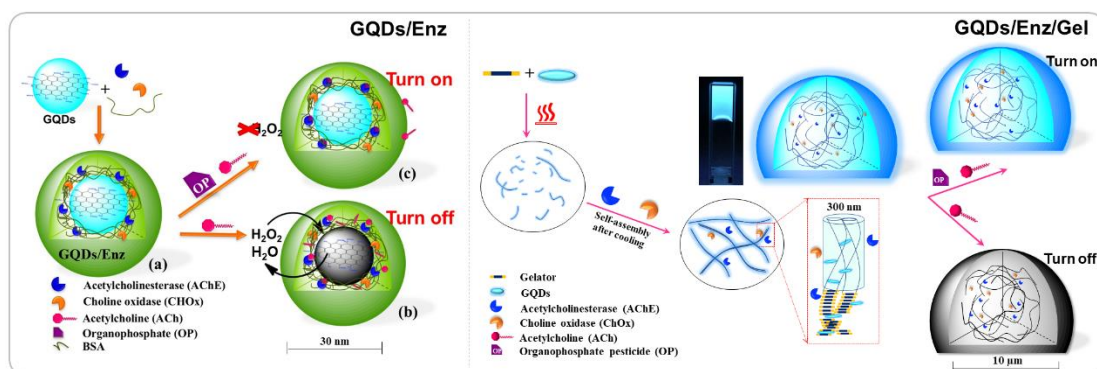 GQDs/Enz
GQDs
+
Turn on
H₂O₂
(c)
OP
Turn off
H₂O₂
H₂O
GQDs/Enz
(a)
(b)
Acetylcholinesterase (AChE)
Choline oxidase (CHOx)
Acetylcholine (ACh)
OP
Organophosphate (OP)
BSA
30 nm
GQDs/Enz/Gel
+
Self-assembly
after cooling
300 nm
Gelator
GQDs
Acetylcholinesterase (AChE)
Choline oxidase (ChOx)
Acetylcholine (ACh)
OP
Organophosphate pesticide (OP)
Turn on
OP
Turn off
10 µm